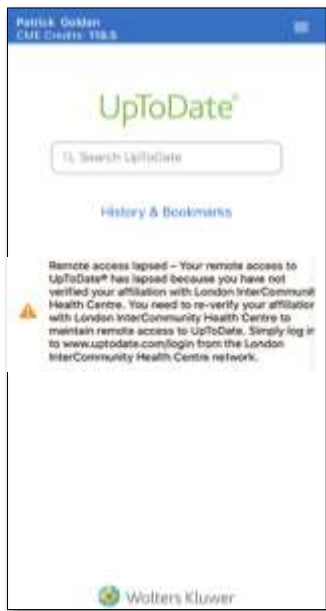 Patrick Golden
CME Credits: 116.5
UpToDate®
Search UpToDate
History & Bookmarks
Remote access lapsed – Your remote access to
UpToDate® has lapsed because you have not
verified your affiliation with London InterCommunit
Health Centre. You need to re-verify your affiliation
with London InterCommunity Health Centre to
maintain remote access to UpToDate. Simply log in
to www.uptodate.com/login from the London
InterCommunity Health Centre network.
Wolters Kluwer